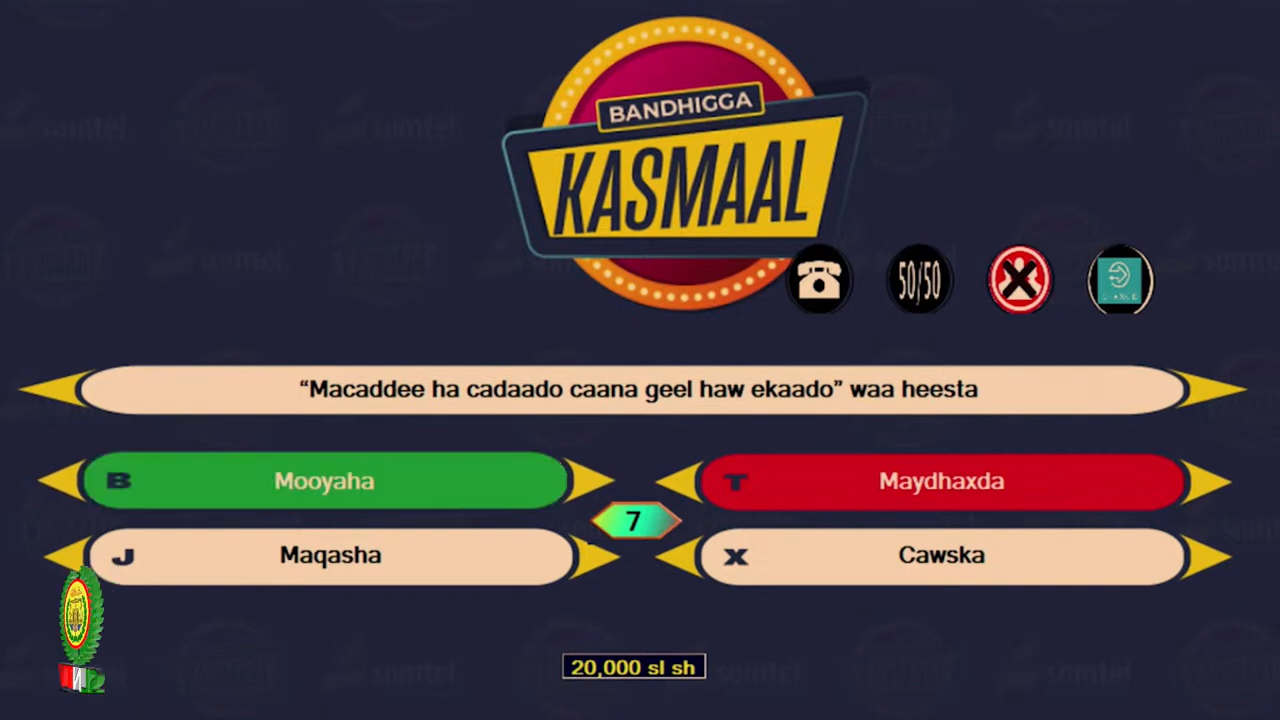 BANDHIGGA
KASMAAL
50/50
“Macaddee ha cadaado caana geel haw ekaado” waa heesta
B Mooyaha
T Maydhaxda
7
J Maqasha
X Cawska
20,000 sl sh